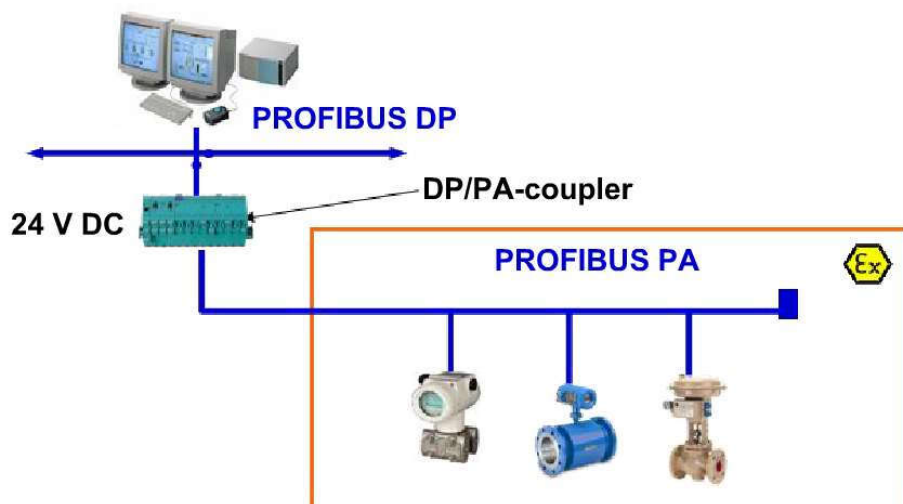 PROFIBUS DP
DP/PA-coupler
24 V DC
PROFIBUS PA
Ex